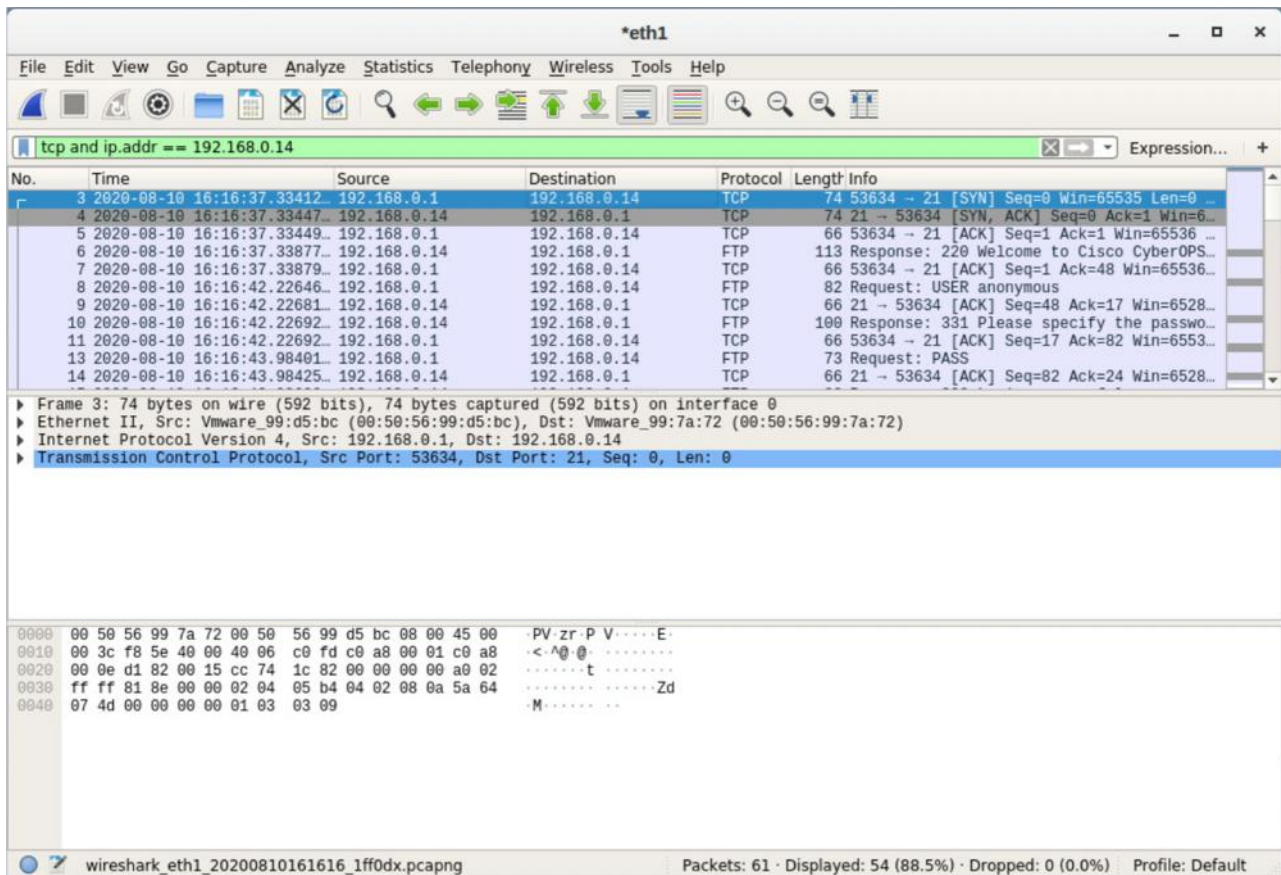 *eth1
File Edit View Go Capture Analyze Statistics Telephony Wireless Tools Help
tcp and ip.addr == 192.168.0.14 Expression... +
No. Time Source Destination Protocol Length Info
3 2020-08-10 16:16:37.33412… 192.168.0.1 192.168.0.14 TCP 74 53634 → 21 [SYN] Seq=0 Win=65535 Len=0 …
4 2020-08-10 16:16:37.33447… 192.168.0.14 192.168.0.1 TCP 74 21 → 53634 [SYN, ACK] Seq=0 Ack=1 Win=6…
5 2020-08-10 16:16:37.33449… 192.168.0.1 192.168.0.14 TCP 66 53634 → 21 [ACK] Seq=1 Ack=1 Win=65536 …
6 2020-08-10 16:16:37.33877… 192.168.0.14 192.168.0.1 FTP 113 Response: 220 Welcome to Cisco CyberOPS…
7 2020-08-10 16:16:37.33879… 192.168.0.1 192.168.0.14 TCP 66 53634 → 21 [ACK] Seq=1 Ack=48 Win=65536…
8 2020-08-10 16:16:42.22646… 192.168.0.1 192.168.0.14 FTP 82 Request: USER anonymous
9 2020-08-10 16:16:42.22681… 192.168.0.14 192.168.0.1 TCP 66 21 → 53634 [ACK] Seq=48 Ack=17 Win=6528…
10 2020-08-10 16:16:42.22692… 192.168.0.14 192.168.0.1 FTP 100 Response: 331 Please specify the passwo…
11 2020-08-10 16:16:42.22692… 192.168.0.1 192.168.0.14 TCP 66 53634 → 21 [ACK] Seq=17 Ack=82 Win=6553…
13 2020-08-10 16:16:43.98401… 192.168.0.1 192.168.0.14 FTP 73 Request: PASS
14 2020-08-10 16:16:43.98425… 192.168.0.14 192.168.0.1 TCP 66 21 → 53634 [ACK] Seq=82 Ack=24 Win=6528…
Frame 3: 74 bytes on wire (592 bits), 74 bytes captured (592 bits) on interface 0
Ethernet II, Src: Vmware_99:d5:bc (00:50:56:99:d5:bc), Dst: Vmware_99:7a:72 (00:50:56:99:7a:72)
Internet Protocol Version 4, Src: 192.168.0.1, Dst: 192.168.0.14
Transmission Control Protocol, Src Port: 53634, Dst Port: 21, Seq: 0, Len: 0
0000 00 50 56 99 7a 72 00 50 56 99 d5 bc 08 00 45 00 ·PV·zr·P V·····E·
0010 00 3c f8 5e 40 00 40 06 c0 fd c0 a8 00 01 c0 a8 ·<·^@·@· ········
0020 00 0e d1 82 00 15 cc 74 1c 82 00 00 00 00 a0 02 ·······t ········
0030 ff ff 81 8e 00 00 02 04 05 b4 04 02 08 0a 5a 64 ········ ······Zd
0040 07 4d 00 00 00 00 01 03 03 09 ·M······ ··
wireshark_eth1_20200810161616_1ff0dx.pcapng Packets: 61 · Displayed: 54 (88.5%) · Dropped: 0 (0.0%) Profile: Default